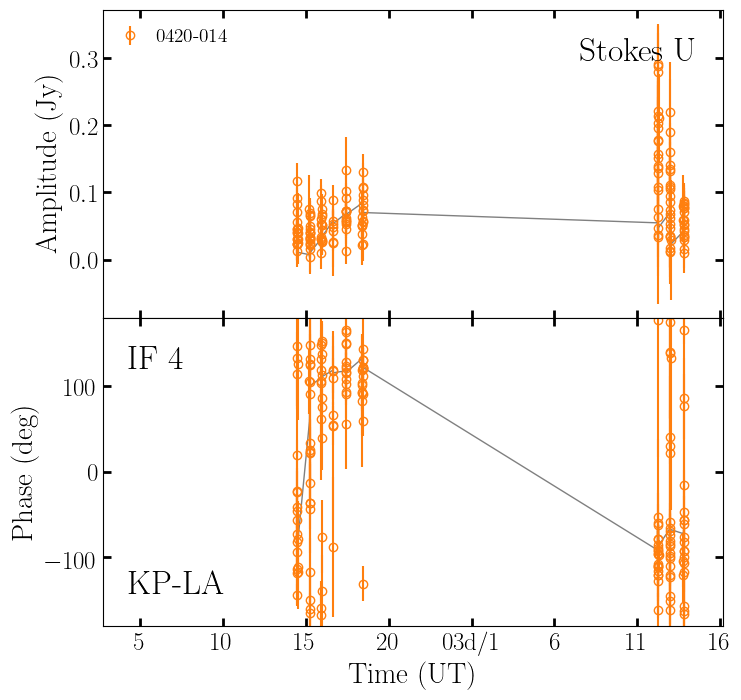 0420-014
Stokes U
Amplitude (Jy)
0.3
0.2
0.1
0.0
IF 4
KP-LA
Phase (deg)
100
0
−100
5 10 15 20 03d/1 6 11 16
Time (UT)